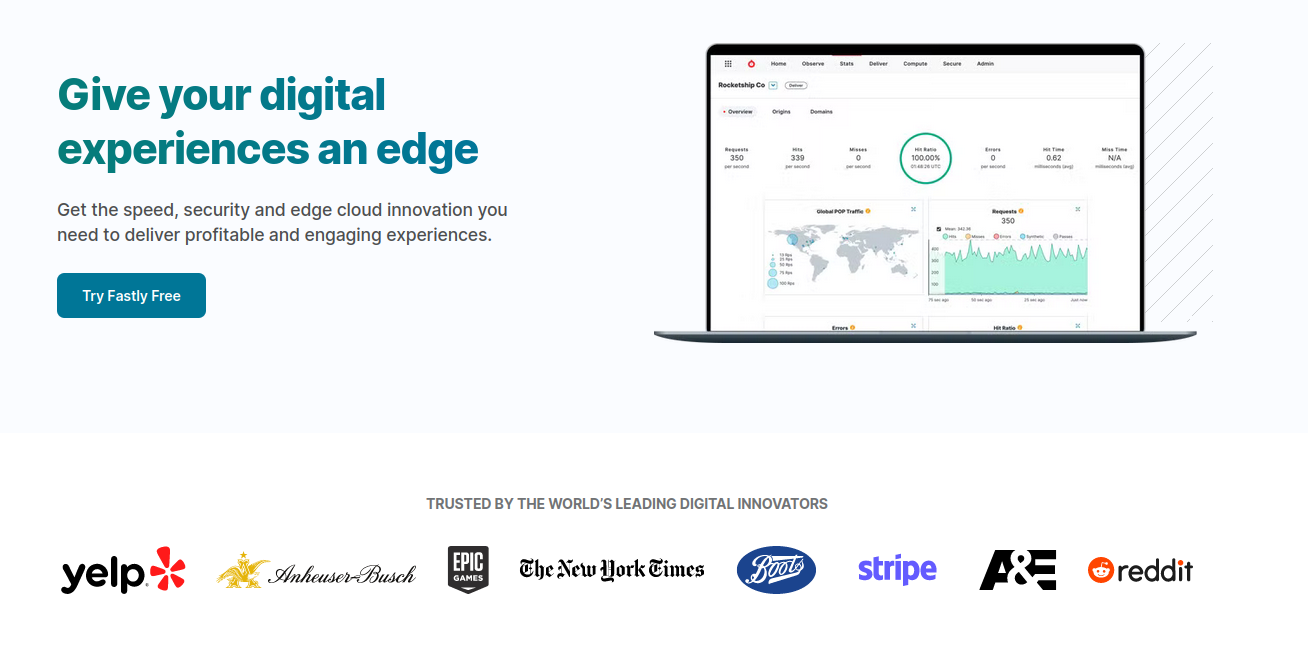 Give your digital
experiences an edge
Get the speed, security and edge cloud innovation you
need to deliver profitable and engaging experiences.
Try Fastly Free
Home Observe Stats Deliver Compute Secure Admin
Rocketship Co Deliver
Overview Origins Domains
Requests Hits Misses Hit Ratio Errors Hit Time Miss Time
350 339 0 100.00% 0 0.62 N/A
per second per second per second 01:48:26 UTC per second milliseconds (avg) milliseconds (avg)
Global POP Traffic Requests
350
Mean: 242.38
Hits Misses Errors Synthetic Passes
400
300
200
100
13 Rps
25 Rps
50 Rps
75 Rps
100 Rps
75 sec ago 50 sec ago 25 sec ago Just now
Errors Hit Ratio
TRUSTED BY THE WORLD'S LEADING DIGITAL INNOVATORS
yelp Anheuser-Busch EPIC GAMES The New York Times Boots stripe A&E reddit